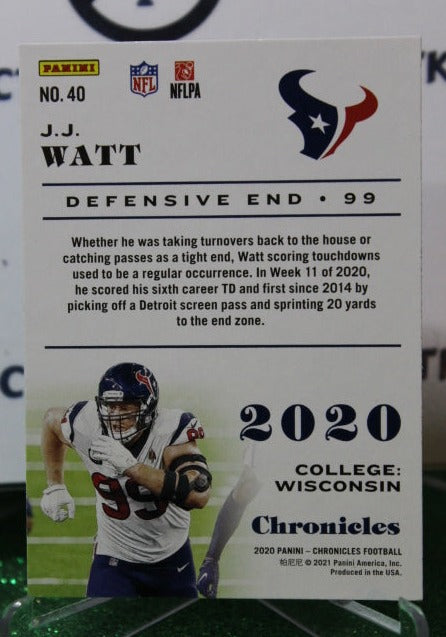 PANINI
NFL
NFLPA
NO. 40
J.J.
WATT
DEFENSIVE END • 99
Whether he was taking turnovers back to the house or
catching passes as a tight end, Watt scoring touchdowns
used to be a regular occurrence. In Week 11 of 2020,
he scored his sixth career TD and first since 2014 by
picking off a Detroit screen pass and sprinting 20 yards
to the end zone.
99
2020
COLLEGE:
WISCONSIN
Chronicles
2020 PANINI – CHRONICLES FOOTBALL
帕尼尼 © 2021 Panini America, Inc.
Produced in the USA.